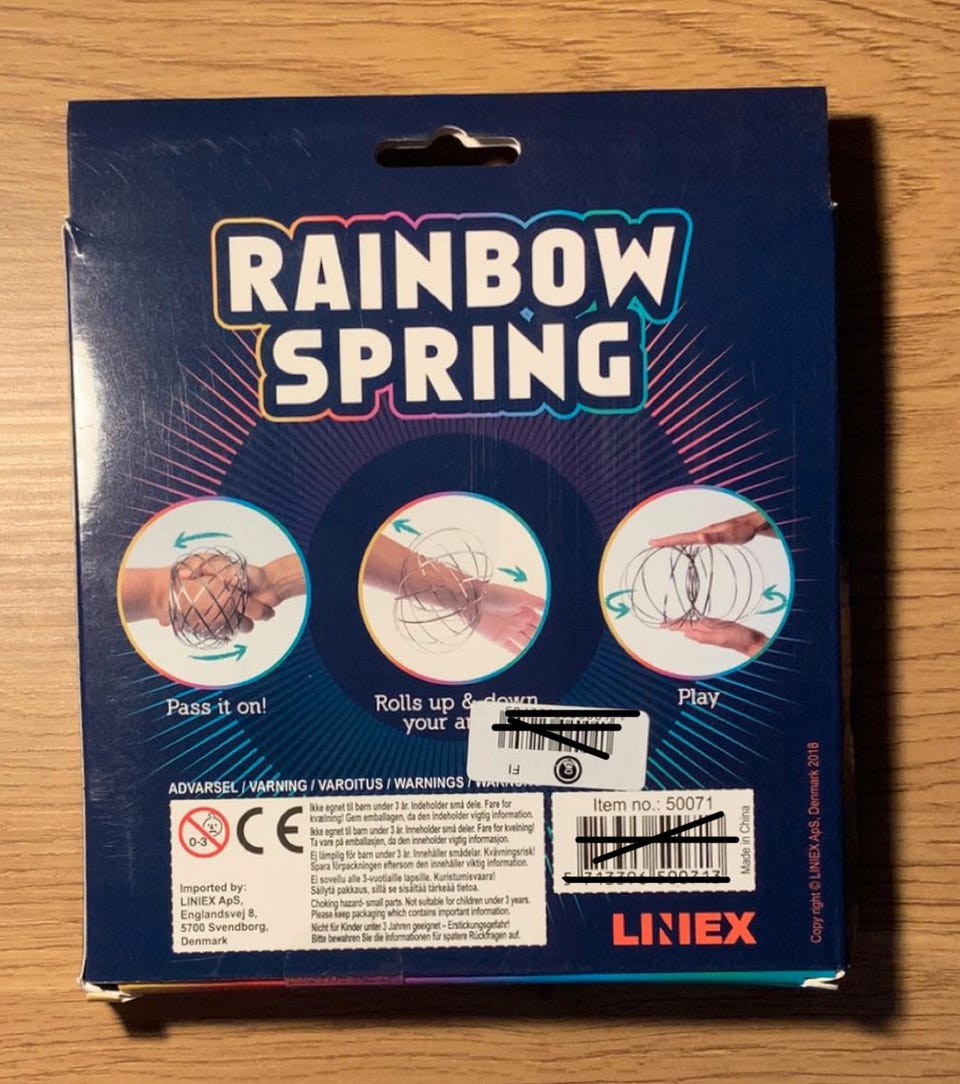 RAINBOW
SPRING
Pass it on!
Rolls up & down
your
Play
FI
ADVARSEL / VARNING / VAROITUS / WARNINGS /
0-3
CE
Imported by:
LINIEX ApS,
Englandsvej 8,
5700 Svendborg,
Denmark
Ikke egnet til børn under 3 år. Indeholder små dele. Fare for
kvælning! Gem emballagen, da den indeholder vigtig information.
Ikke egnet til barn under 3 år. Inneholder små deler. Fare for kvelning!
Ta vare på emballasjen, da den inneholder viktig informasjon.
Ej lämplig för barn under 3 år. Innehåller smådelar. Kvävningsrisk!
Spara förpackningen eftersom den innehåller viktig information.
Ei sovellu alle 3-vuotiaille lapsille. Kuristumisvaara!
Säilytä pakkaus, sillä se sisältää tärkeää tietoa.
Choking hazard- small parts. Not suitable for children under 3 years.
Please keep packaging which contains important information.
Nicht für Kinder unter 3 Jahren geeignet – Erstickungsgefahr!
Bitte bewahren Sie die informationen für spatere Rückfragen auf.
Item no.: 50071
Made in China
LINIEX
Copy right © LINIEX ApS, Denmark 2018